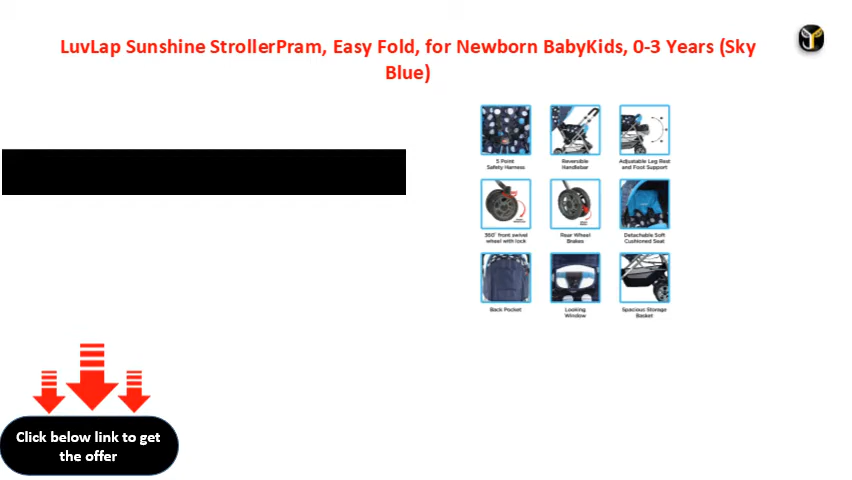 LuvLap Sunshine StrollerPram, Easy Fold, for Newborn BabyKids, 0-3 Years (Sky
Blue)
5 Point
Safety Harness
Reversible
Handlebar
Adjustable Leg Rest
and Foot Support
360° front swivel
wheel with lock
Rear Wheel
Brakes
Detachable Soft
Cushioned Seat
Back Pocket
Looking
Window
Spacious Storage
Basket
Click below link to get
the offer